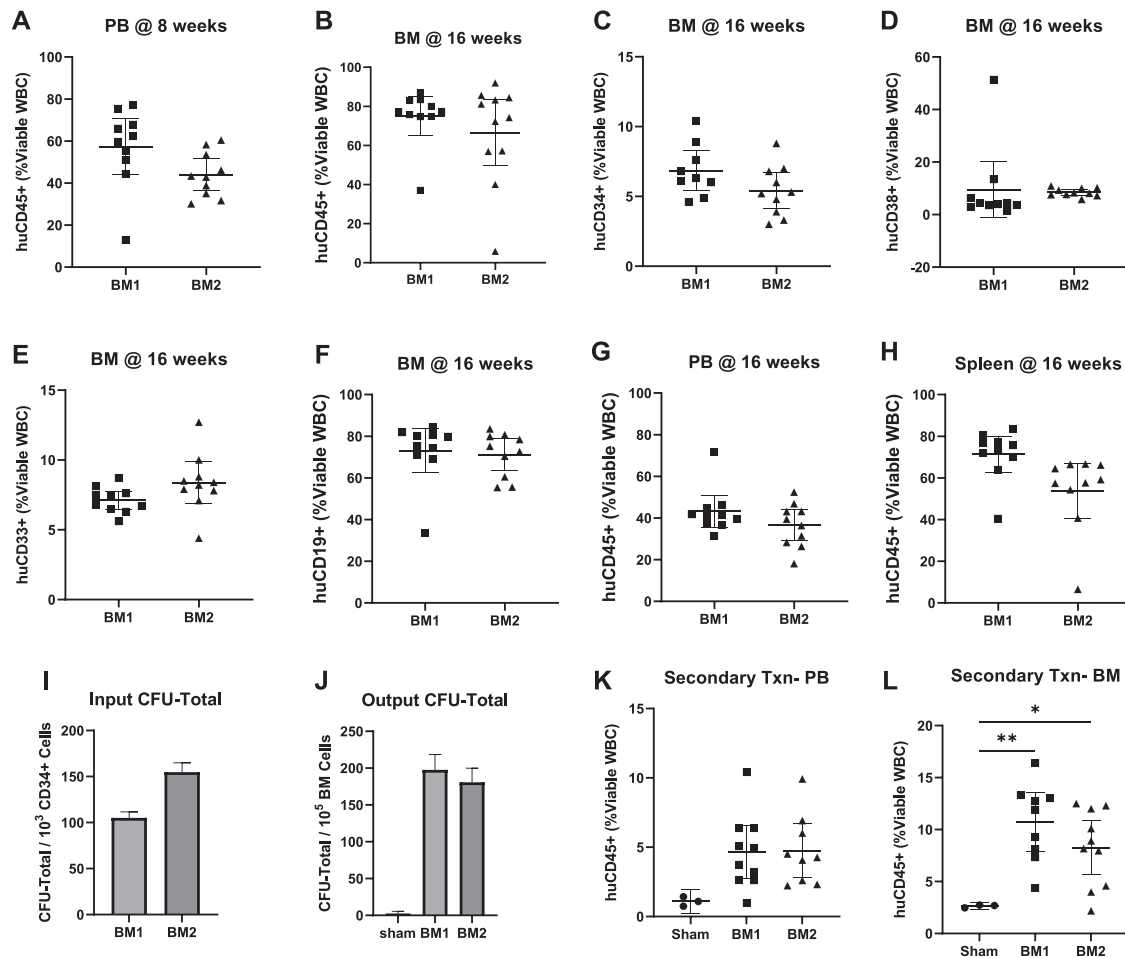 A
PB @ 8 weeks
huCD45+ (%Viable WBC)
100
80
60
40
20
0
BM1
BM2
B
BM @ 16 weeks
huCD45+ (%Viable WBC)
100
80
60
40
20
0
BM1
BM2
C
BM @ 16 weeks
huCD34+ (%Viable WBC)
15
10
5
0
BM1
BM2
D
BM @ 16 weeks
huCD38+ (%Viable WBC)
60
40
20
0
-20
BM1
BM2
E
BM @ 16 weeks
huCD33+ (%Viable WBC)
15
10
5
0
BM1
BM2
F
BM @ 16 weeks
huCD19+ (%Viable WBC)
100
80
60
40
20
0
BM1
BM2
G
PB @ 16 weeks
huCD45+ (%Viable WBC)
100
80
60
40
20
0
BM1
BM2
H
Spleen @ 16 weeks
huCD45+ (%Viable WBC)
100
80
60
40
20
0
BM1
BM2
I
Input CFU-Total
CFU-Total / 10³ CD34+ Cells
200
150
100
50
0
BM1
BM2
J
Output CFU-Total
CFU-Total / 10⁵ BM Cells
250
200
150
100
50
0
sham
BM1
BM2
K
Secondary Txn- PB
huCD45+ (%Viable WBC)
15
10
5
0
Sham
BM1
BM2
L
Secondary Txn- BM
huCD45+ (%Viable WBC)
20
15
10
5
0
*
**
Sham
BM1
BM2